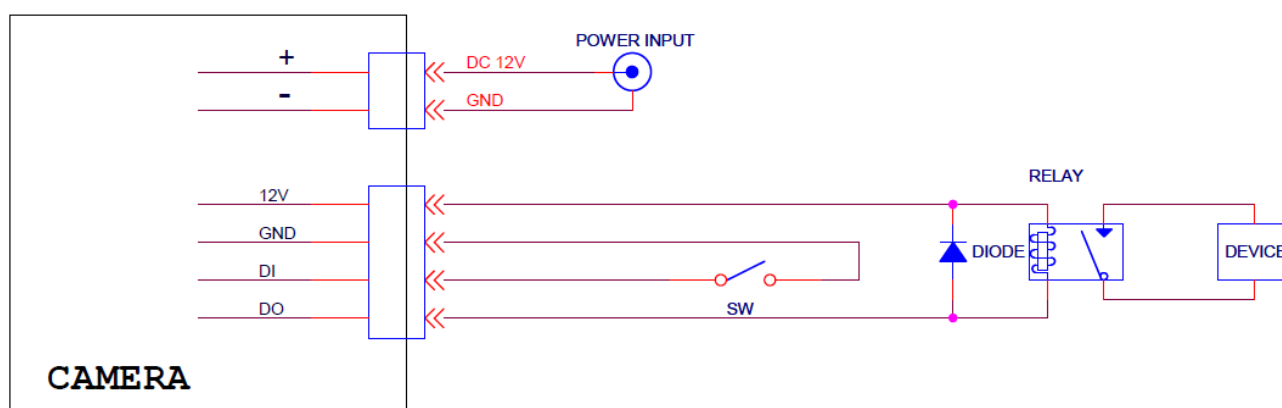 POWER INPUT
+
DC 12V
-
GND
RELAY
12V
GND
DIODE
DEVICE
DI
DO
SW
CAMERA